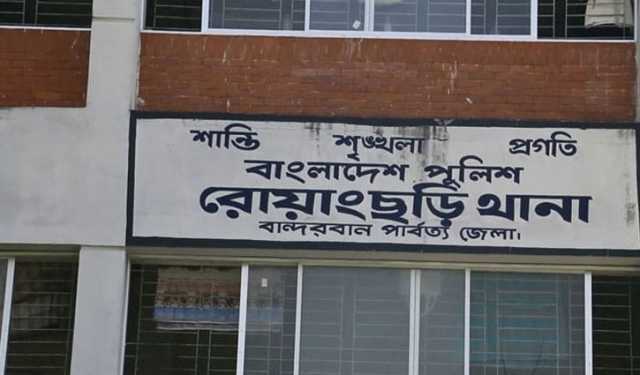 শান্তি শৃঙ্খলা প্রগতি
বাংলাদেশ পুলিশ
রোয়াংছড়ি থানা
বান্দরবান পার্বত্য জেলা।